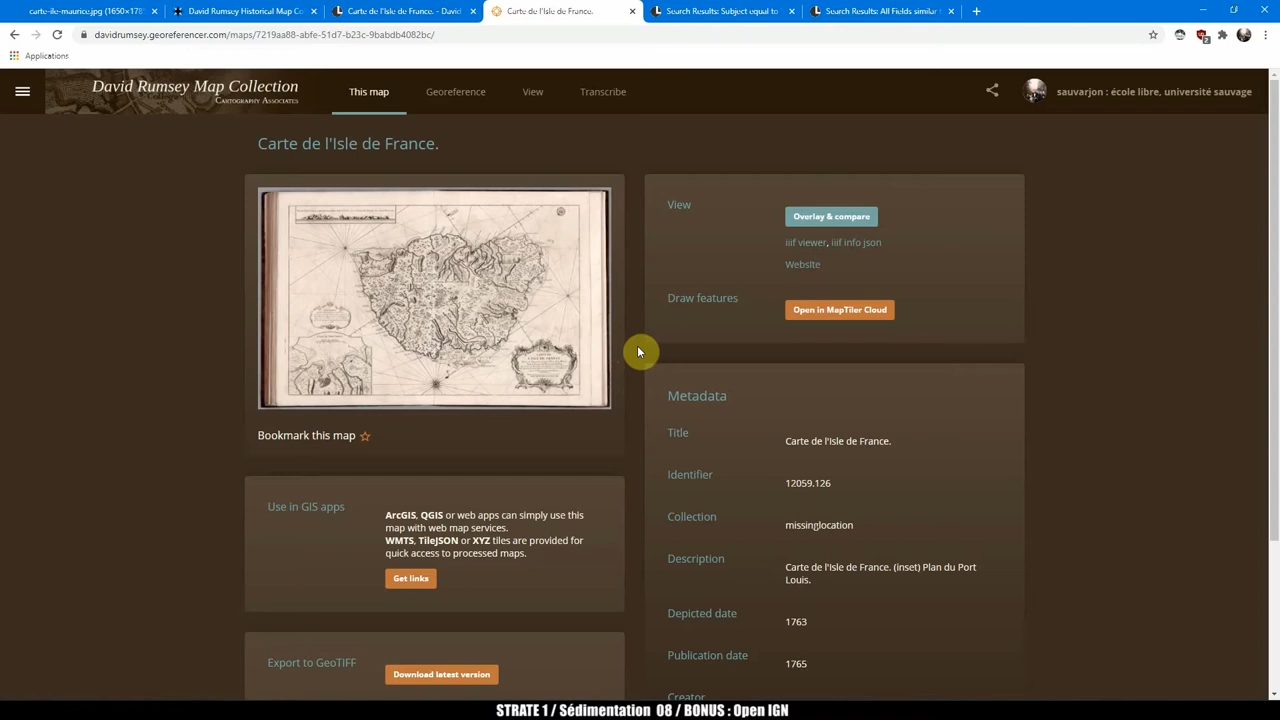 carte-ile-maurice.jpg (1650×178
David Rumsey Historical Map Co
Carte de l'Isle de France. - David
Carte de l'Isle de France.
Search Results: Subject equal to
Search Results: All Fields similar t
davidrumsey.georeferencer.com/maps/7219aa88-abfe-51d7-b23c-9babdb4082bc/
Applications
David Rumsey Map Collection
Cartography Associates
This map
Georeference
View
Transcribe
sauvarjon : école libre, université sauvage
Carte de l'Isle de France.
Bookmark this map
Use in GIS apps
ArcGIS, QGIS or web apps can simply use this
map with web map services.
WMTS, TileJSON or XYZ tiles are provided for
quick access to processed maps.
Get links
Export to GeoTIFF
Download latest version
View
Overlay & compare
iiif viewer, iiif info json
Website
Draw features
Open in MapTiler Cloud
Metadata
Title
Carte de l'Isle de France.
Identifier
12059.126
Collection
missinglocation
Description
Carte de l'Isle de France. (inset) Plan du Port
Louis.
Depicted date
1763
Publication date
1765
Creator
STRATE 1 / Sédimentation 08 / BONUS : Open IGN